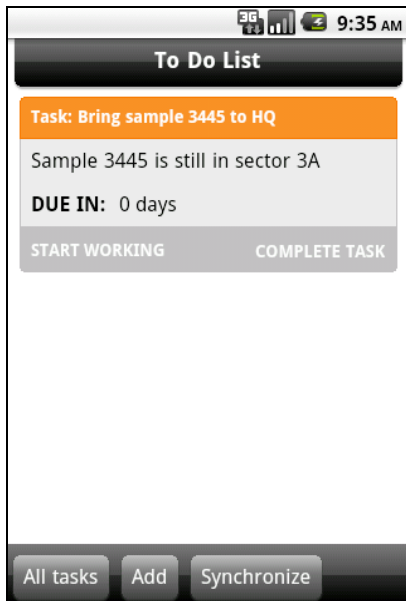 3G 9:35 AM
To Do List
Task: Bring sample 3445 to HQ
Sample 3445 is still in sector 3A
DUE IN: 0 days
START WORKING COMPLETE TASK
All tasks Add Synchronize